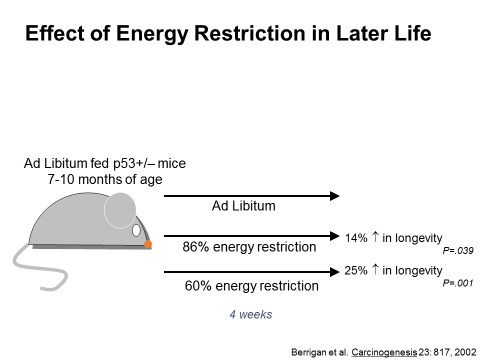 Effect of Energy Restriction in Later Life
Ad Libitum fed p53+/– mice
7-10 months of age
Ad Libitum
86% energy restriction
14% ↑ in longevity
P=.039
60% energy restriction
25% ↑ in longevity
P=.001
4 weeks
Berrigan et al. Carcinogenesis 23: 817, 2002